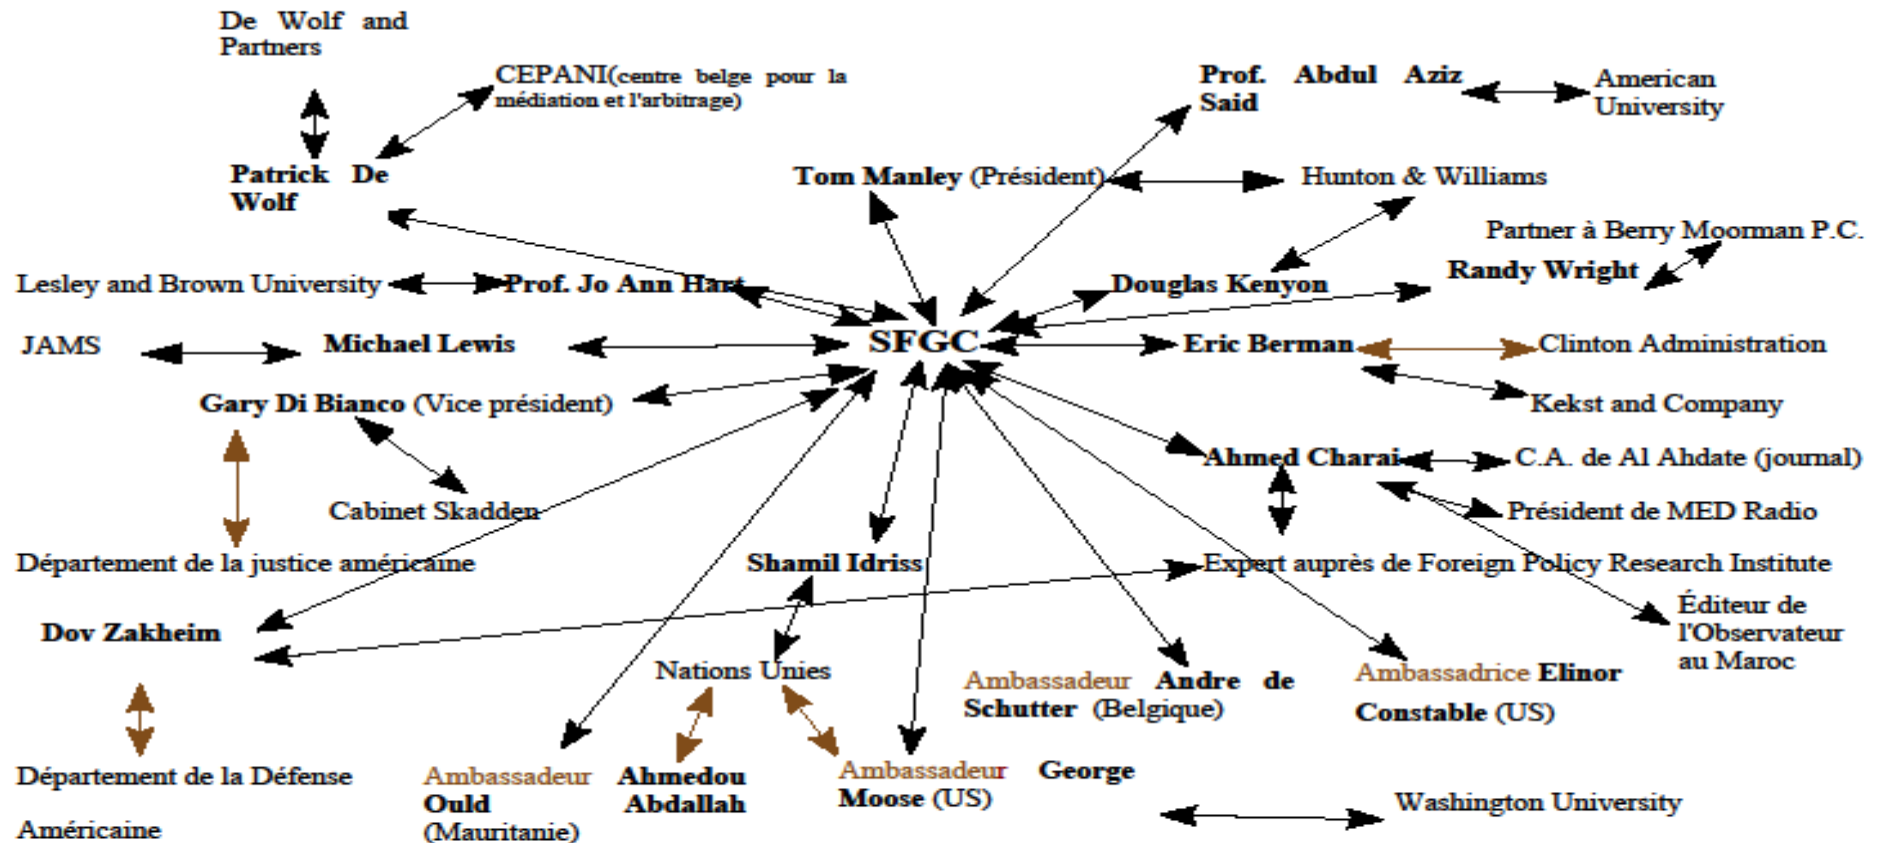 De Wolf and
Partners
CEPANI(centre belge pour la
médiation et l'arbitrage)
Prof. Abdul Aziz
Said
American
University
Patrick De
Wolf
Tom Manley (Président)
Hunton & Williams
Partner à Berry Moorman P.C.
Randy Wright
Lesley and Brown University
Prof. Jo Ann Hart
Douglas Kenyon
JAMS
Michael Lewis
SFGC
Eric Berman
Clinton Administration
Gary Di Bianco (Vice président)
Kekst and Company
Ahmed Charai
C.A. de Al Ahdate (journal)
Cabinet Skadden
Président de MED Radio
Département de la justice américaine
Shamil Idriss
Expert auprès de Foreign Policy Research Institute
Dov Zakheim
Éditeur de
l'Observateur
au Maroc
Nations Unies
Ambassadeur Andre de
Schutter (Belgique)
Ambassadrice Elinor
Constable (US)
Département de la Défense
Américaine
Ambassadeur Ahmedou
Ould Abdallah
(Mauritanie)
Ambassadeur George
Moose (US)
Washington University